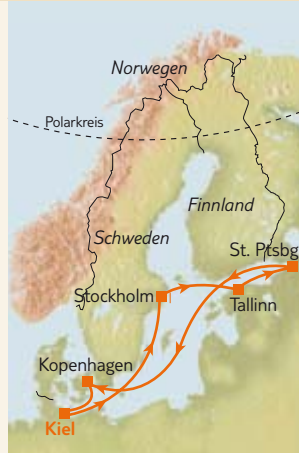 Norwegen
Polarkreis
Finnland
Schweden
St. Ptsbg
Stockholm
Tallinn
Kopenhagen
Kiel